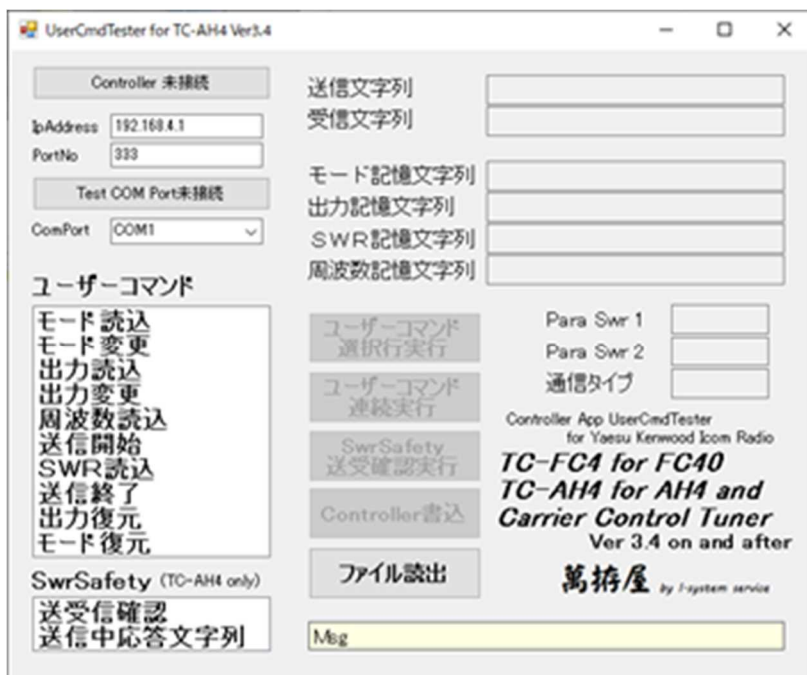 UserCmdTester for TC-AH4 Ver3.4
Controller 未接続
IpAddress 192.168.4.1
PortNo 333
Test COM Port未接続
ComPort COM1
ユーザーコマンド
モード読込
モード変更
出力読込
出力変更
周波数読込
送信開始
SWR読込
送信終了
出力復元
モード復元
SwrSafety (TC-AH4 only)
送受信確認
送信中応答文字列
送信文字列
受信文字列
モード記憶文字列
出力記憶文字列
SWR記憶文字列
周波数記憶文字列
ユーザーコマンド
選択行実行
ユーザーコマンド
連続実行
SwrSafety
送受確認実行
Controller書込
ファイル読出
Para Swr 1
Para Swr 2
通信タイプ
Controller App UserCmdTester
for Yaesu Kenwood Icom Radio
TC-FC4 for FC40
TC-AH4 for AH4 and
Carrier Control Tuner
Ver 3.4 on and after
萬拵屋 by I-system service
Msg